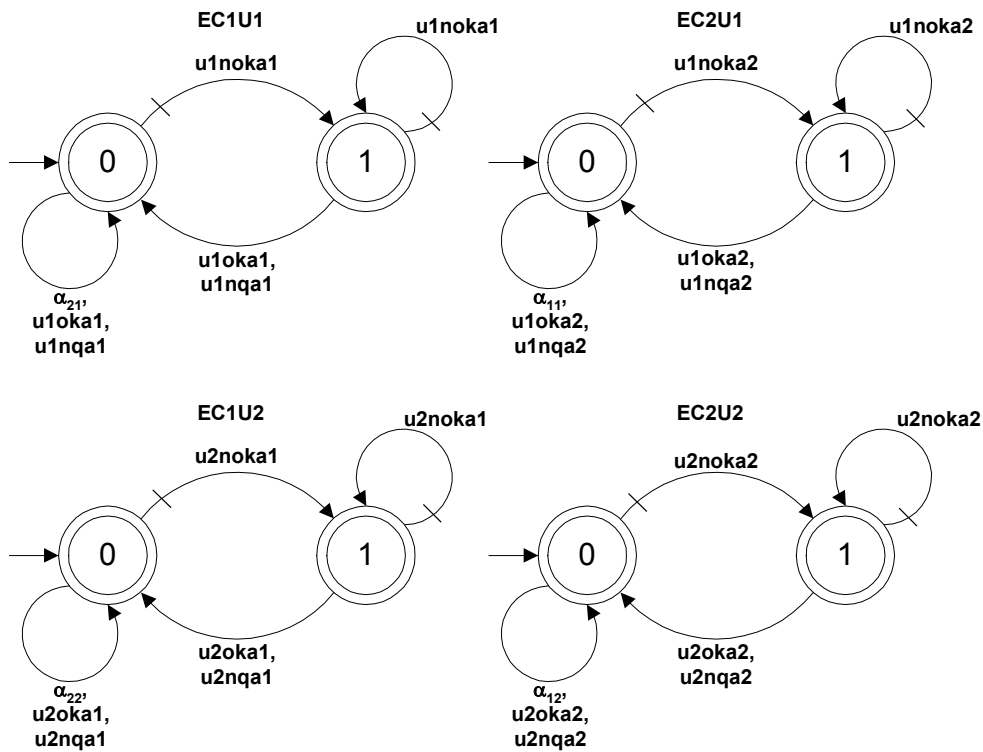 EC1U1
u1noka1
u1noka1
0
1
u1oka1,
u1nqa1
α21,
u1oka1,
u1nqa1
EC2U1
u1noka2
u1noka2
0
1
u1oka2,
u1nqa2
α11,
u1oka2,
u1nqa2
EC1U2
u2noka1
u2noka1
0
1
u2oka1,
u2nqa1
α22,
u2oka1,
u2nqa1
EC2U2
u2noka2
u2noka2
0
1
u2oka2,
u2nqa2
α12,
u2oka2,
u2nqa2